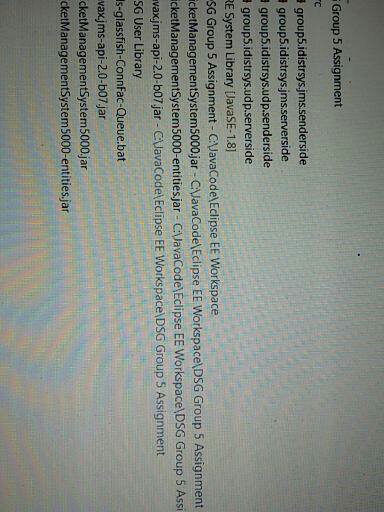 Group 5 Assignment
rc
group5.idistrsys.jms.senderside
group5.idistrsys.jms.serverside
group5.idistrsys.udp.senderside
group5.idistrsys.udp.serverside
RE System Library [JavaSE-1.8]
SG Group 5 Assignment - C:\JavaCode\Eclipse EE Workspace
icketManagementSystem5000.jar - C:\JavaCode\Eclipse EE Workspace\DSG Group 5 Assignment
icketManagementSystem5000-entities.jar - C:\JavaCode\Eclipse EE Workspace\DSG Group 5 Assi
vax.jms-api-2.0-b07.jar - C:\JavaCode\Eclipse EE Workspace\DSG Group 5 Assignment
SG User Library
ls-glassfish-ConnFac-Queue.bat
vax.jms-api-2.0-b07.jar
cketManagementSystem5000.jar
cketManagementSystem5000-entities.jar